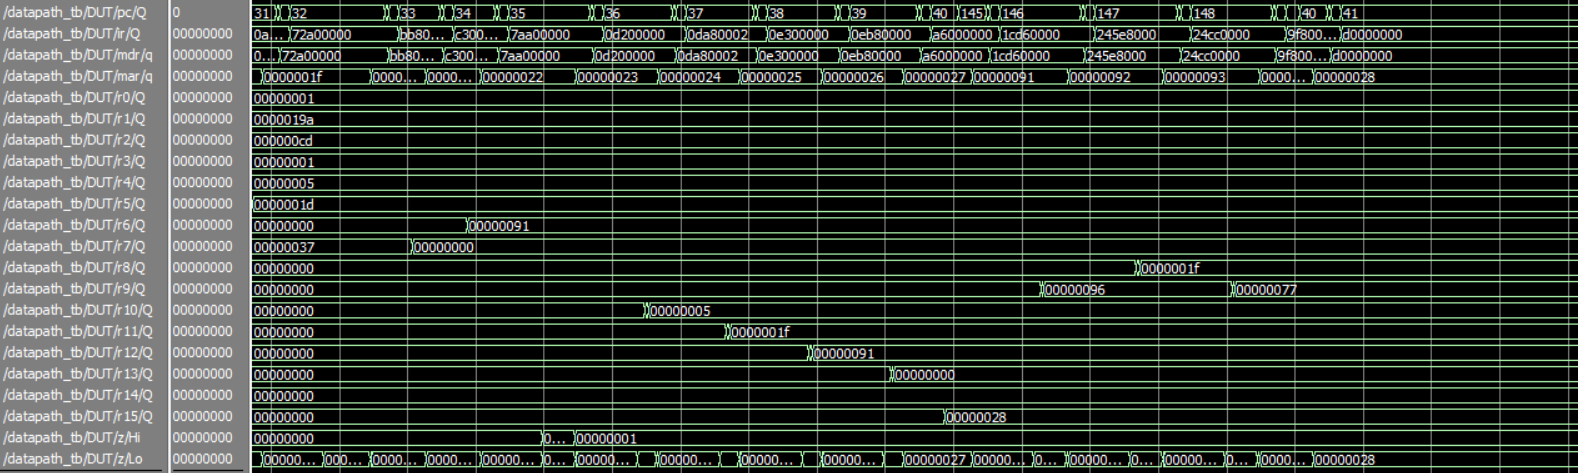 /datapath_tb/DUT/pc/Q 0 31 32 33 34 35 36 37 38 39 40 145 146 147 148 40 41
/datapath_tb/DUT/ir/Q 00000000 0a... 72a00000 bb80... c300... 7aa00000 0d200000 0da80002 0e300000 0eb80000 a6000000 1cd60000 245e8000 24cc0000 9f800... d0000000
/datapath_tb/DUT/mdr/q 00000000 0... 72a00000 bb80... c300... 7aa00000 0d200000 0da80002 0e300000 0eb80000 a6000000 1cd60000 245e8000 24cc0000 9f800... d0000000
/datapath_tb/DUT/mar/q 00000000 0000001f 0000... 0000... 00000022 00000023 00000024 00000025 00000026 00000027 00000091 00000092 00000093 0000... 00000028
/datapath_tb/DUT/r0/Q 00000000 00000001
/datapath_tb/DUT/r1/Q 00000000 0000019a
/datapath_tb/DUT/r2/Q 00000000 000000cd
/datapath_tb/DUT/r3/Q 00000000 00000001
/datapath_tb/DUT/r4/Q 00000000 00000005
/datapath_tb/DUT/r5/Q 00000000 0000001d
/datapath_tb/DUT/r6/Q 00000000 00000000 00000091
/datapath_tb/DUT/r7/Q 00000000 00000037 00000000
/datapath_tb/DUT/r8/Q 00000000 00000000 0000001f
/datapath_tb/DUT/r9/Q 00000000 00000000 00000096 00000077
/datapath_tb/DUT/r10/Q 00000000 00000000 00000005
/datapath_tb/DUT/r11/Q 00000000 00000000 0000001f
/datapath_tb/DUT/r12/Q 00000000 00000000 00000091
/datapath_tb/DUT/r13/Q 00000000 00000000 00000000
/datapath_tb/DUT/r14/Q 00000000 00000000
/datapath_tb/DUT/r15/Q 00000000 00000000 00000028
/datapath_tb/DUT/z/Hi 00000000 00000000 0... 00000001
/datapath_tb/DUT/z/Lo 00000000 00000... 000... 0000... 0000... 00000... 0... 00000... 00000... 00000... 00000... 00000027 00000... 0... 00000... 0... 00000... 0... 0000... 00000028